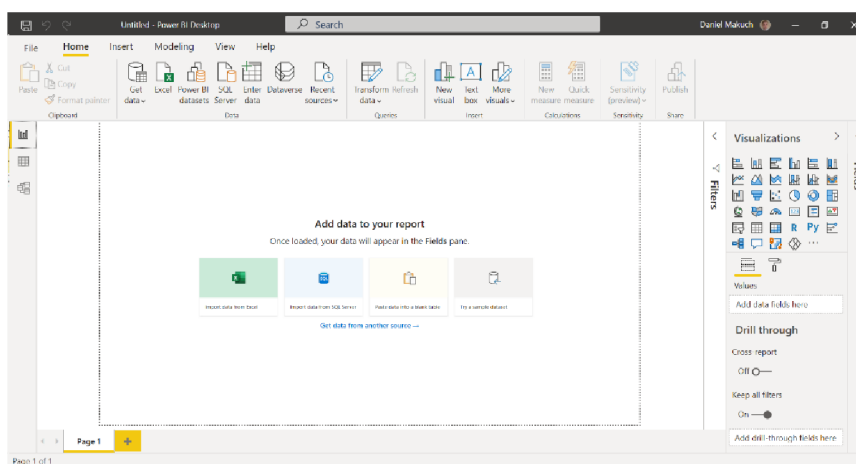 Untitled - Power BI Desktop
Search
Daniel Makuch
File Home Insert Modeling View Help
Paste
Cut
Copy
Format painter
Clipboard
Get data
Excel
Power BI datasets
SQL Server
Enter data
Dataverse
Recent sources
Data
Transform data
Refresh
Queries
New visual
Text box
More visuals
Insert
New measure
Quick measure
Calculations
Sensitivity (preview)
Sensitivity
Publish
Share
Filters
Visualizations
R Py
Values
Add data fields here
Drill through
Cross report
Off
Keep all filters
On
Add drill-through fields here
Add data to your report
Once loaded, your data will appear in the Fields pane.
Import data from Excel
Import data from SQL Server
Paste data into a blank table
Try a sample dataset
Get data from another source →
Page 1
Page 1 of 1